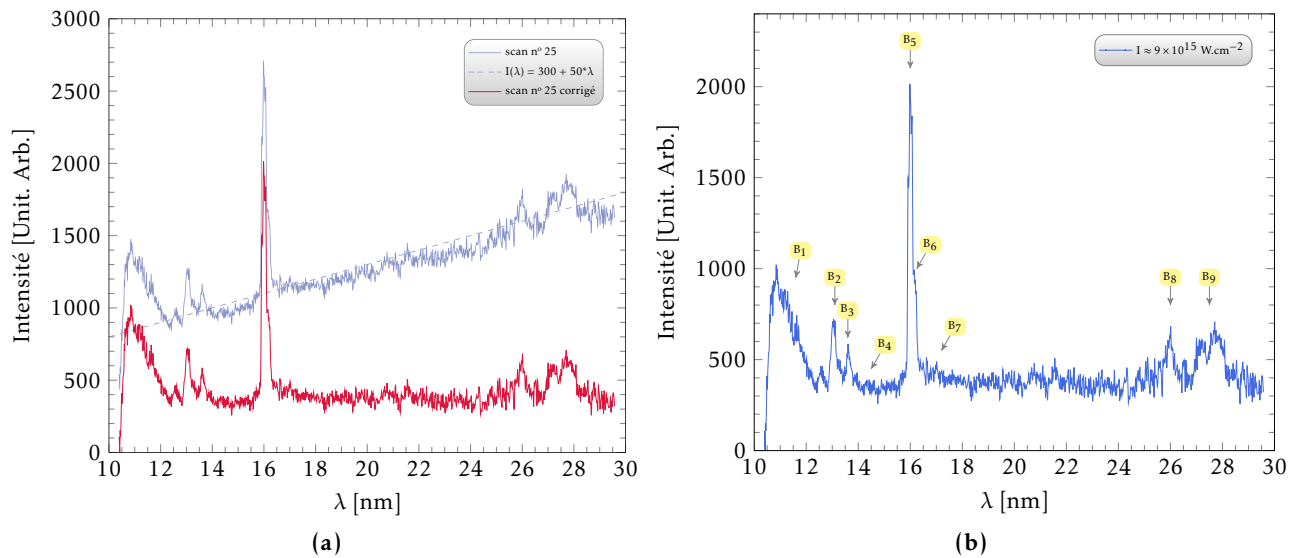 3000
2500
2000
1500
1000
500
0
10 12 14 16 18 20 22 24 26 28 30
Intensité [Unit. Arb.]
λ [nm]
scan nº 25
I(λ) = 300 + 50*λ
scan nº 25 corrigé
(a)
2000
1500
1000
500
0
10 12 14 16 18 20 22 24 26 28 30
Intensité [Unit. Arb.]
λ [nm]
I ≈ 9 × 10¹⁵ W.cm⁻²
B₁
B₂
B₃
B₄
B₅
B₆
B₇
B₈
B₉
(b)